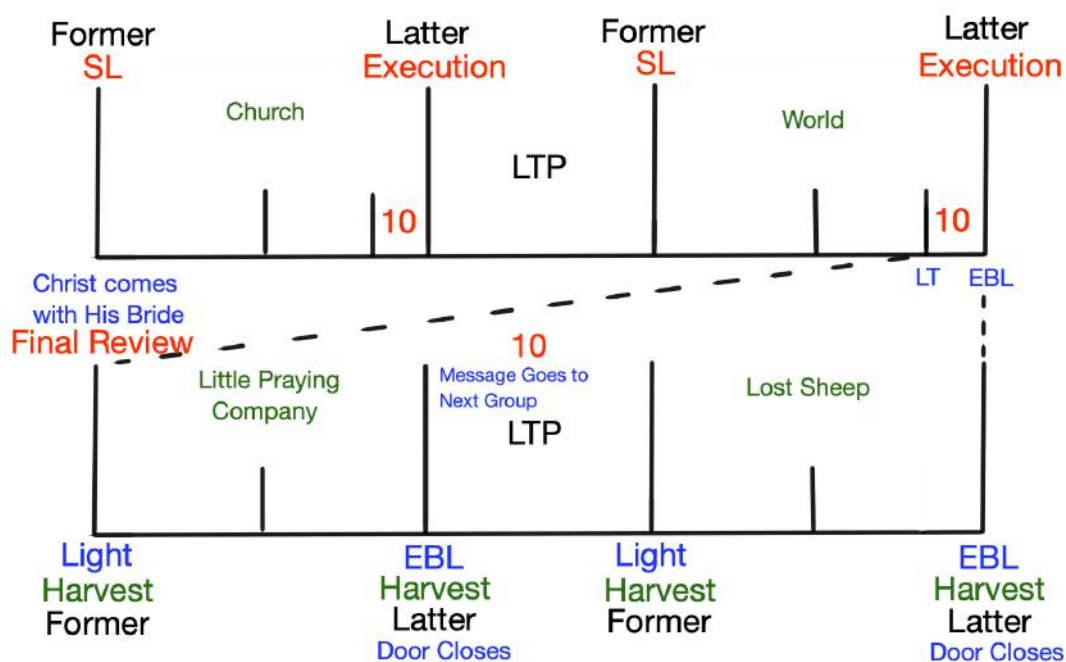 Former
SL
Latter
Execution
Former
SL
Latter
Execution
Church
World
LTP
10
10
LT
EBL
Christ comes
with His Bride
Final Review
10
Little Praying
Company
Message Goes to
Next Group
LTP
Lost Sheep
Light
Harvest
Former
EBL
Harvest
Latter
Door Closes
Light
Harvest
Former
EBL
Harvest
Latter
Door Closes